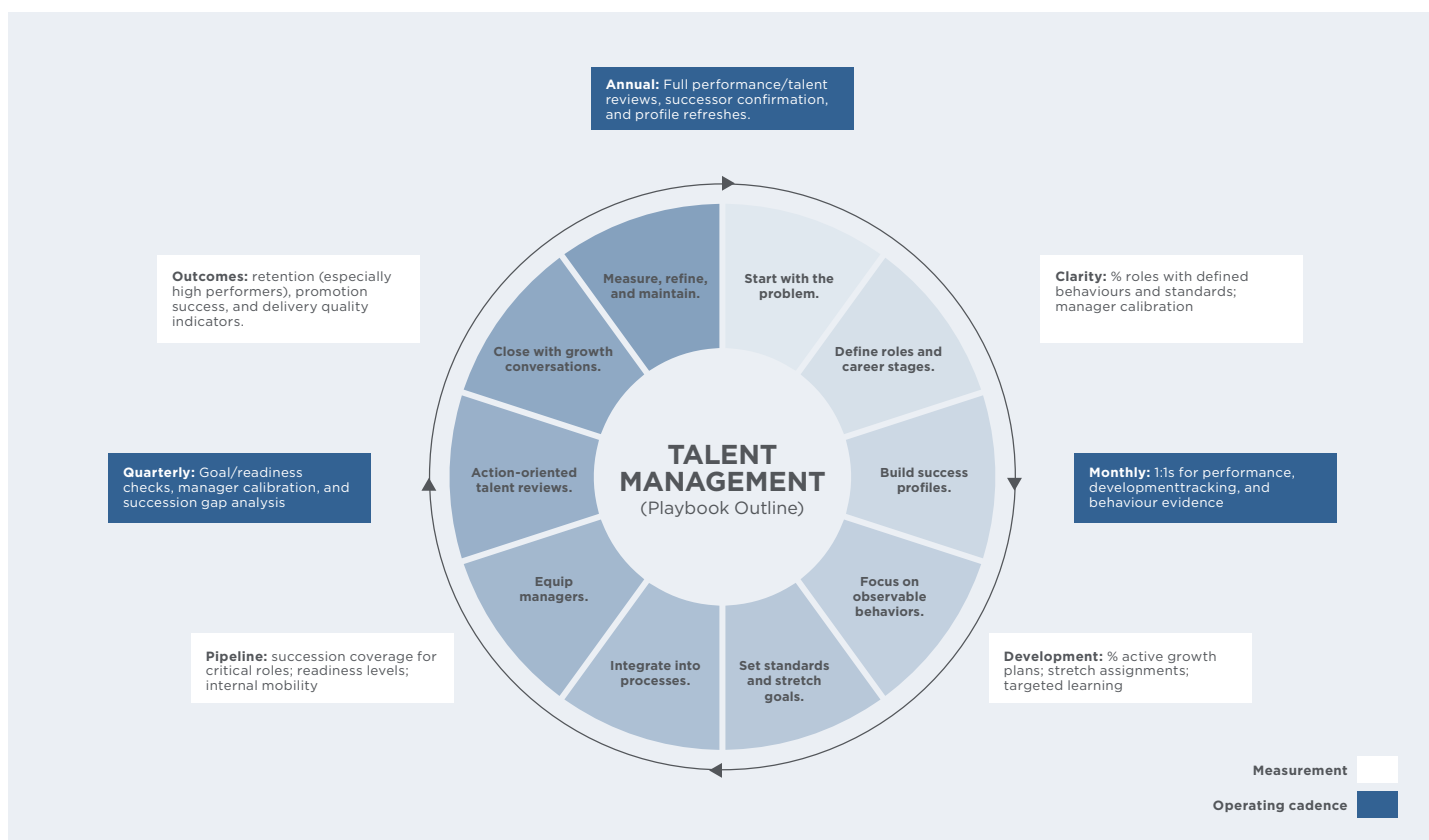 Annual: Full performance/talent
reviews, successor confirmation,
and profile refreshes.
Outcomes: retention (especially
high performers), promotion
success, and delivery quality
indicators.
Clarity: % roles with defined
behaviours and standards;
manager calibration
Measure, refine,
and maintain.
Start with the
problem.
Close with growth
conversations.
Define roles and
career stages.
TALENT
MANAGEMENT
(Playbook Outline)
Action-oriented
talent reviews.
Build success
profiles.
Quarterly: Goal/readiness
checks, manager calibration, and
succession gap analysis
Monthly: 1:1s for performance,
developmenttracking, and
behaviour evidence
Equip
managers.
Focus on
observable
behaviors.
Integrate into
processes.
Set standards
and stretch
goals.
Pipeline: succession coverage for
critical roles; readiness levels;
internal mobility
Development: % active growth
plans; stretch assignments;
targeted learning
Measurement
Operating cadence